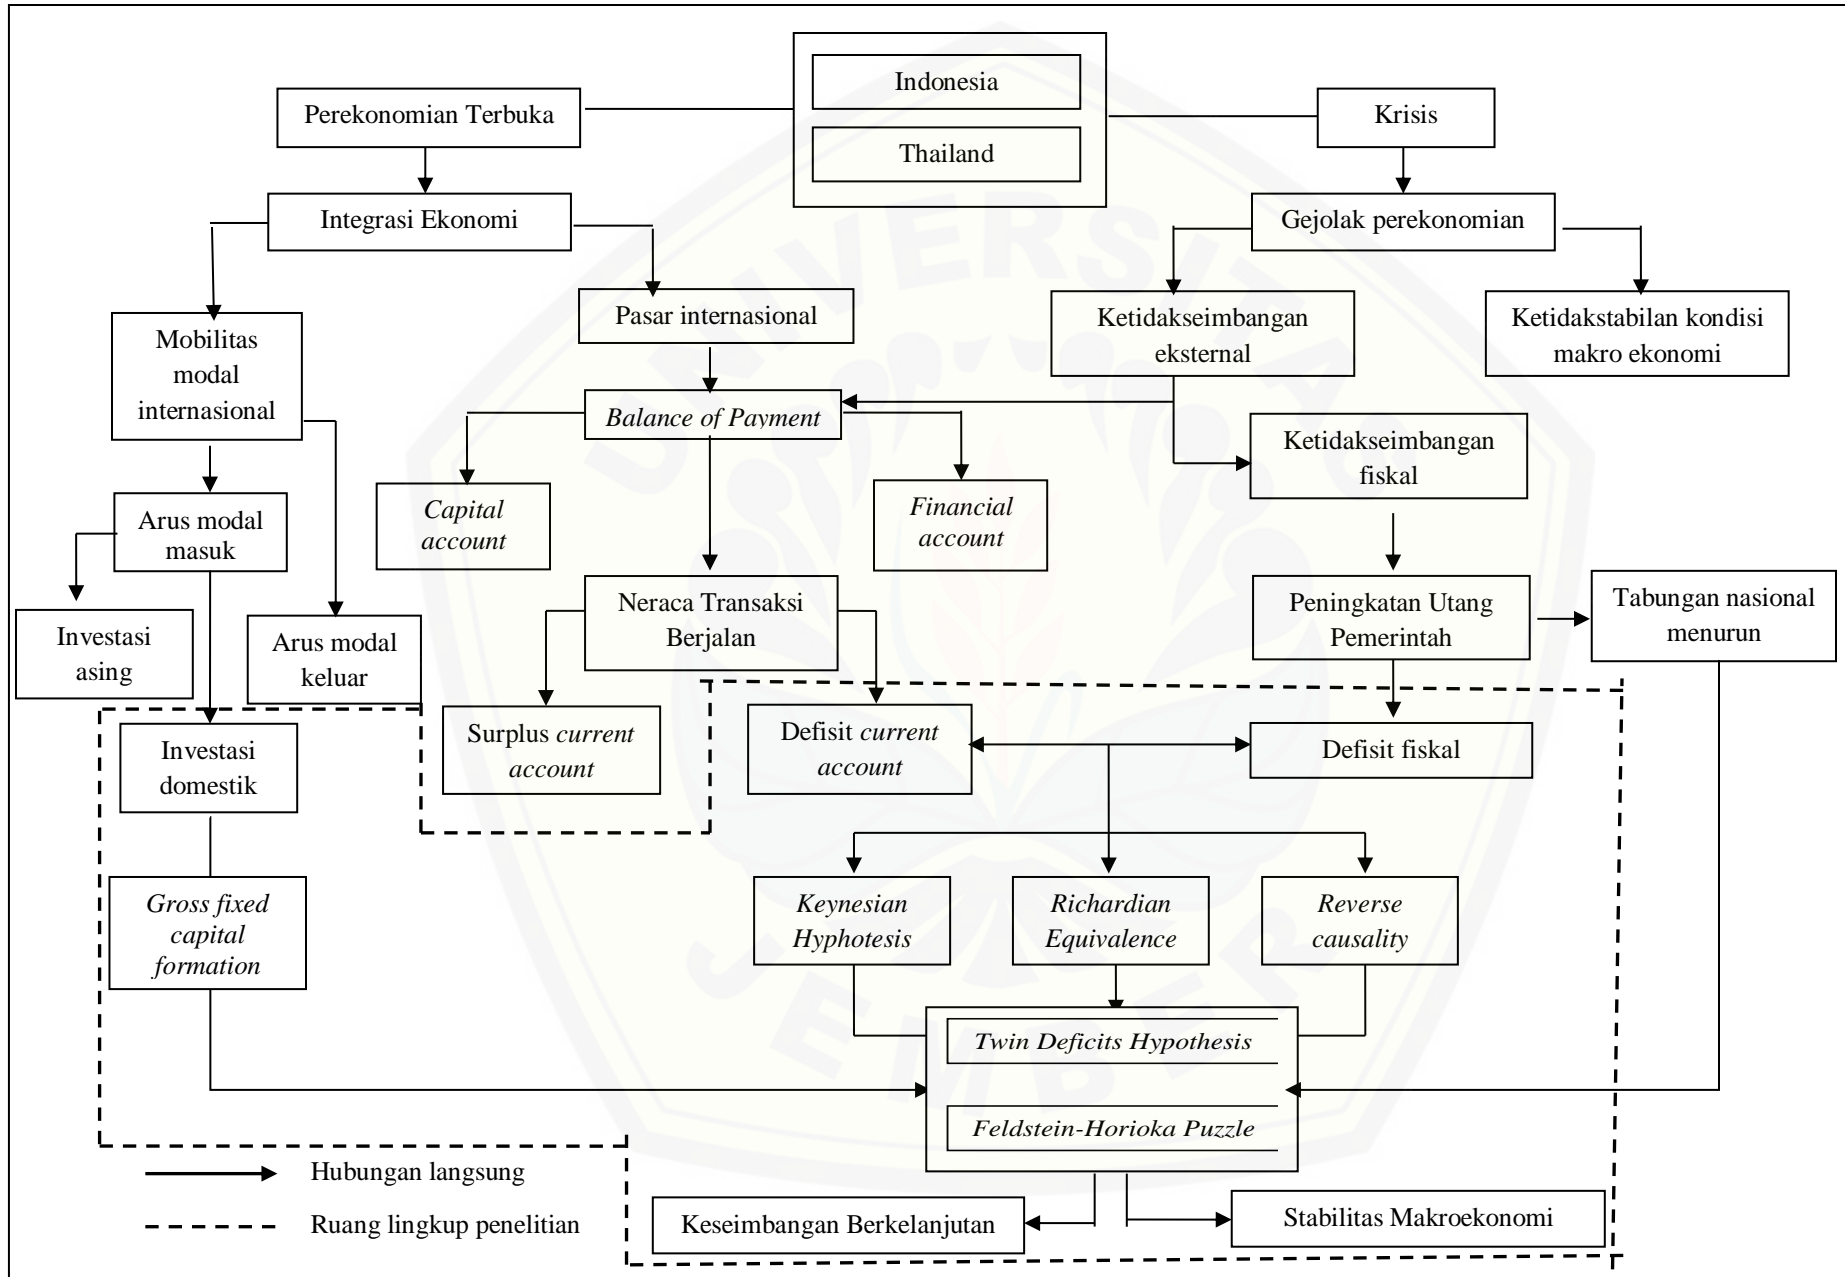 Indonesia
Thailand
Perekonomian Terbuka
Krisis
Integrasi Ekonomi
Gejolak perekonomian
Mobilitas
modal
internasional
Pasar internasional
Ketidakseimbangan
eksternal
Ketidakstabilan kondisi
makro ekonomi
Balance of Payment
Ketidakseimbangan
fiskal
Capital
account
Financial
account
Arus modal
masuk
Neraca Transaksi
Berjalan
Peningkatan Utang
Pemerintah
Tabungan nasional
menurun
Investasi
asing
Arus modal
keluar
Investasi
domestik
Surplus current
account
Defisit current
account
Defisit fiskal
Gross fixed
capital
formation
Keynesian
Hyphotesis
Richardian
Equivalence
Reverse
causality
Twin Deficits Hypothesis
Feldstein-Horioka Puzzle
Hubungan langsung
Ruang lingkup penelitian
Keseimbangan Berkelanjutan
Stabilitas Makroekonomi
UNIVERSITAS
JEMBER